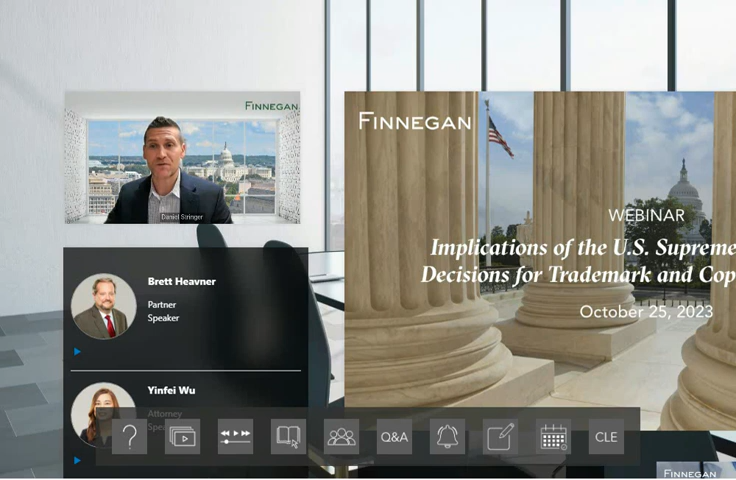 FINNEGAN
Daniel Stringer
Brett Heavner
Partner
Speaker
Yinfei Wu
Attorney
FINNEGAN
WEBINAR
Implications of the U.S. Supreme
Decisions for Trademark and Cop
October 25, 2023
?
Q&A
CLE
FINNEGAN